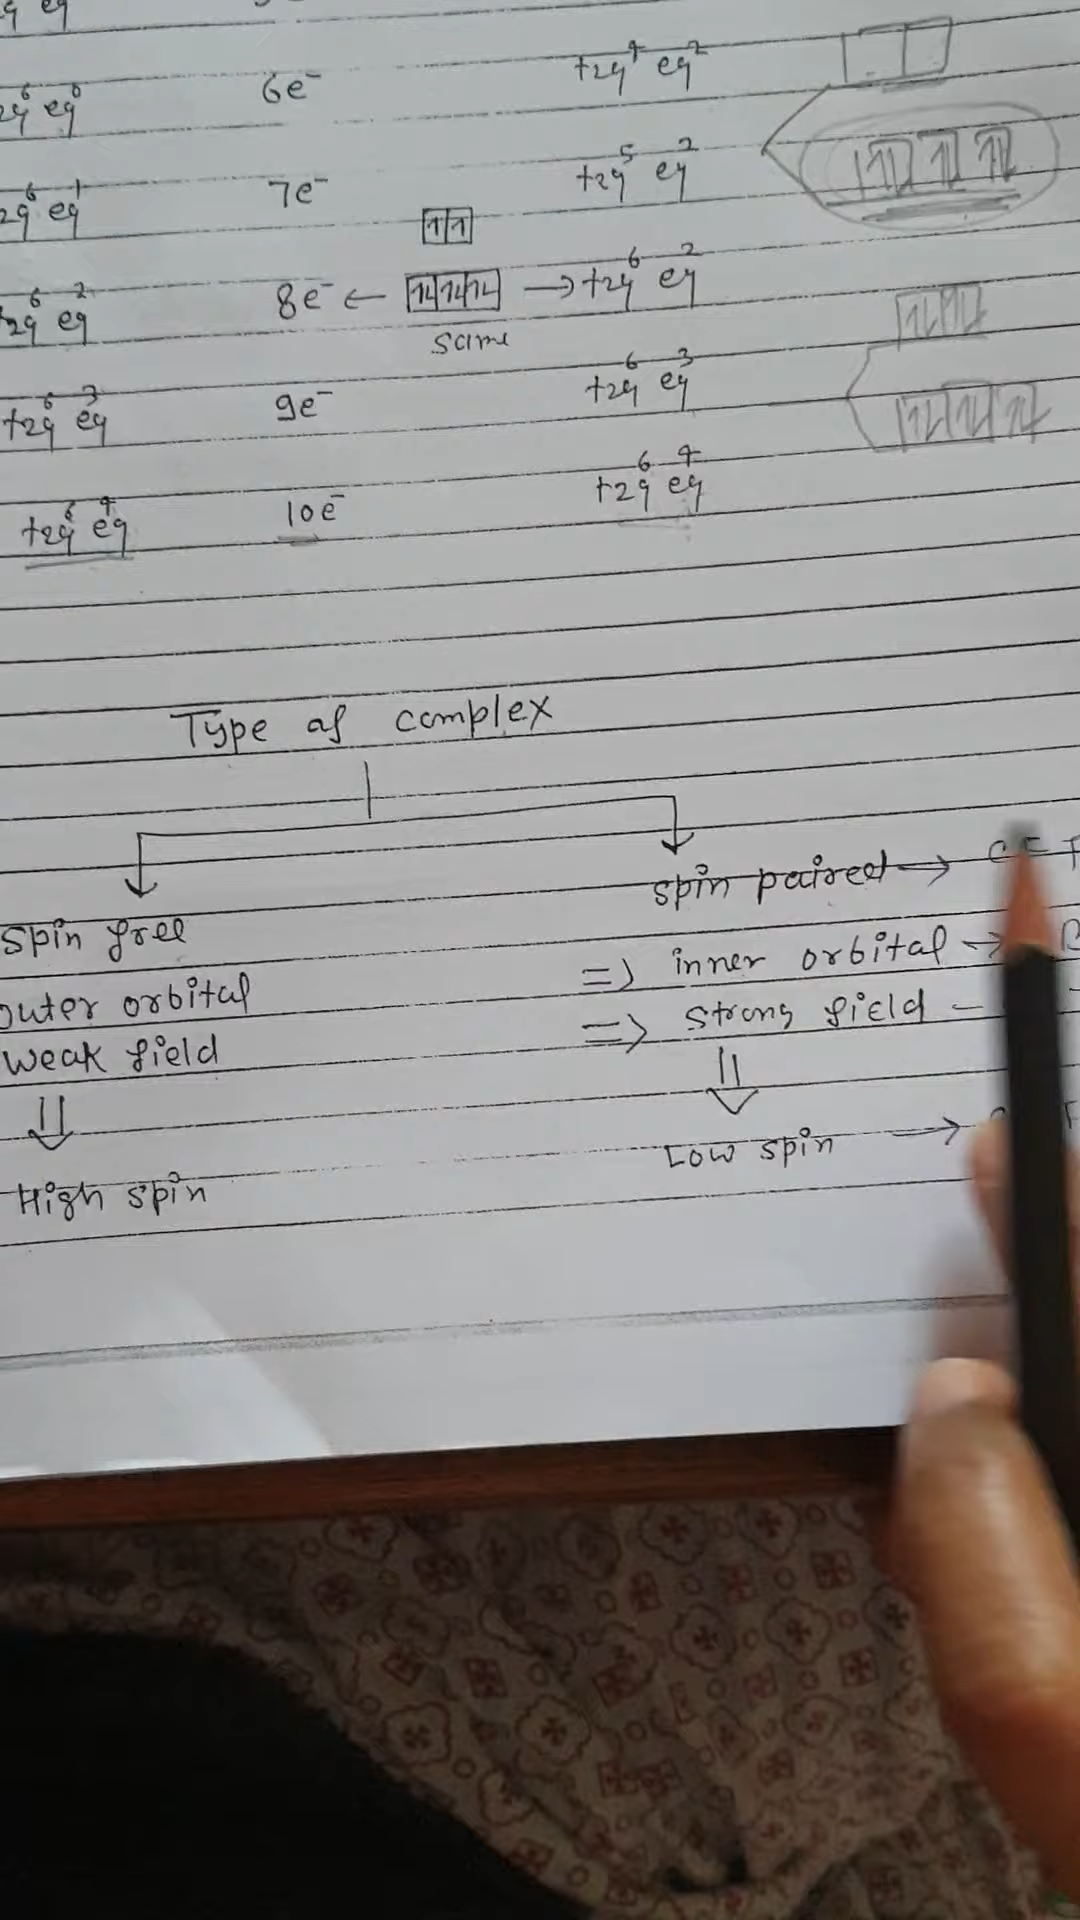 2g⁶ eg⁰ 6e⁻ t2g⁴ eg²
2g⁶ eg¹ 7e⁻ t2g⁵ eg²
t2g⁶ eg² 8e⁻ ← → t2g⁶ eg²
same
t2g⁶ eg³ 9e⁻ t2g⁶ eg³
t2g⁶ eg⁴ 10e⁻ t2g⁶ eg⁴
Type of complex
spin free spin paired →
outer orbital => inner orbital →
weak field => strong field –
⇓ ⇓
High spin Low spin →